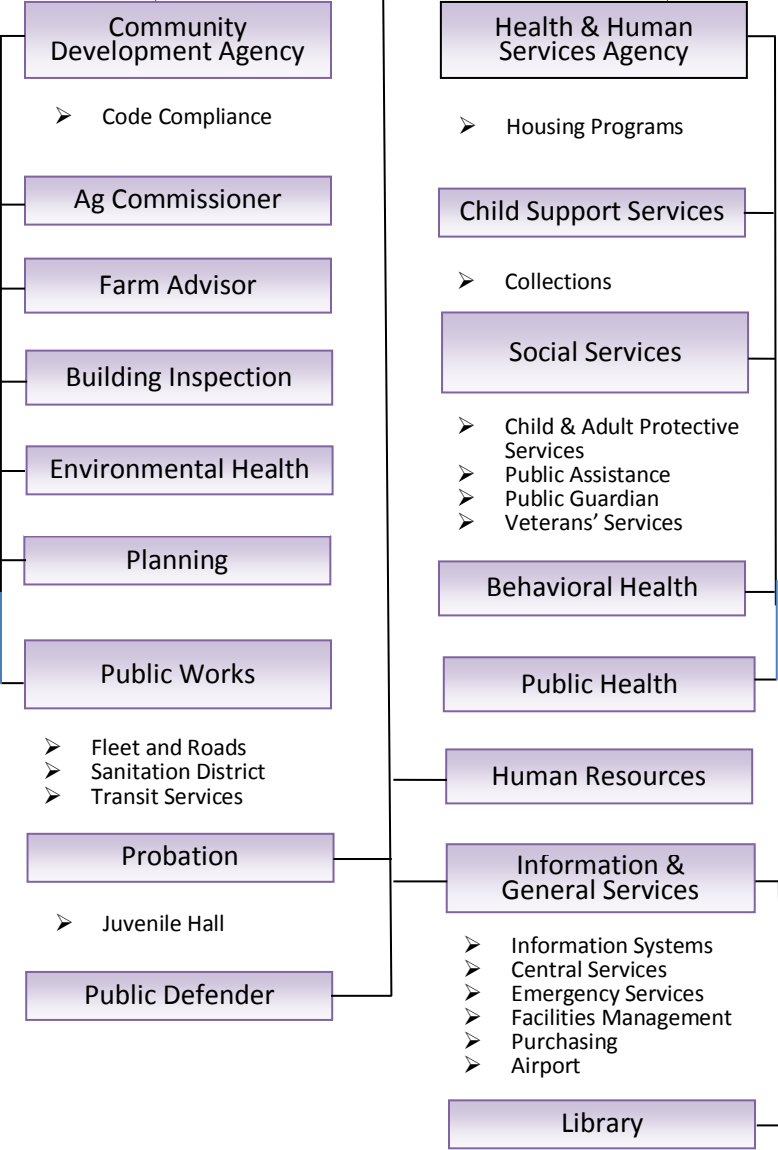 Community
Development Agency
➢ Code Compliance
Ag Commissioner
Farm Advisor
Building Inspection
Environmental Health
Planning
Public Works
➢ Fleet and Roads
➢ Sanitation District
➢ Transit Services
Probation
➢ Juvenile Hall
Public Defender
Health & Human
Services Agency
➢ Housing Programs
Child Support Services
➢ Collections
Social Services
➢ Child & Adult Protective
Services
➢ Public Assistance
➢ Public Guardian
➢ Veterans’ Services
Behavioral Health
Public Health
Human Resources
Information &
General Services
➢ Information Systems
➢ Central Services
➢ Emergency Services
➢ Facilities Management
➢ Purchasing
➢ Airport
Library